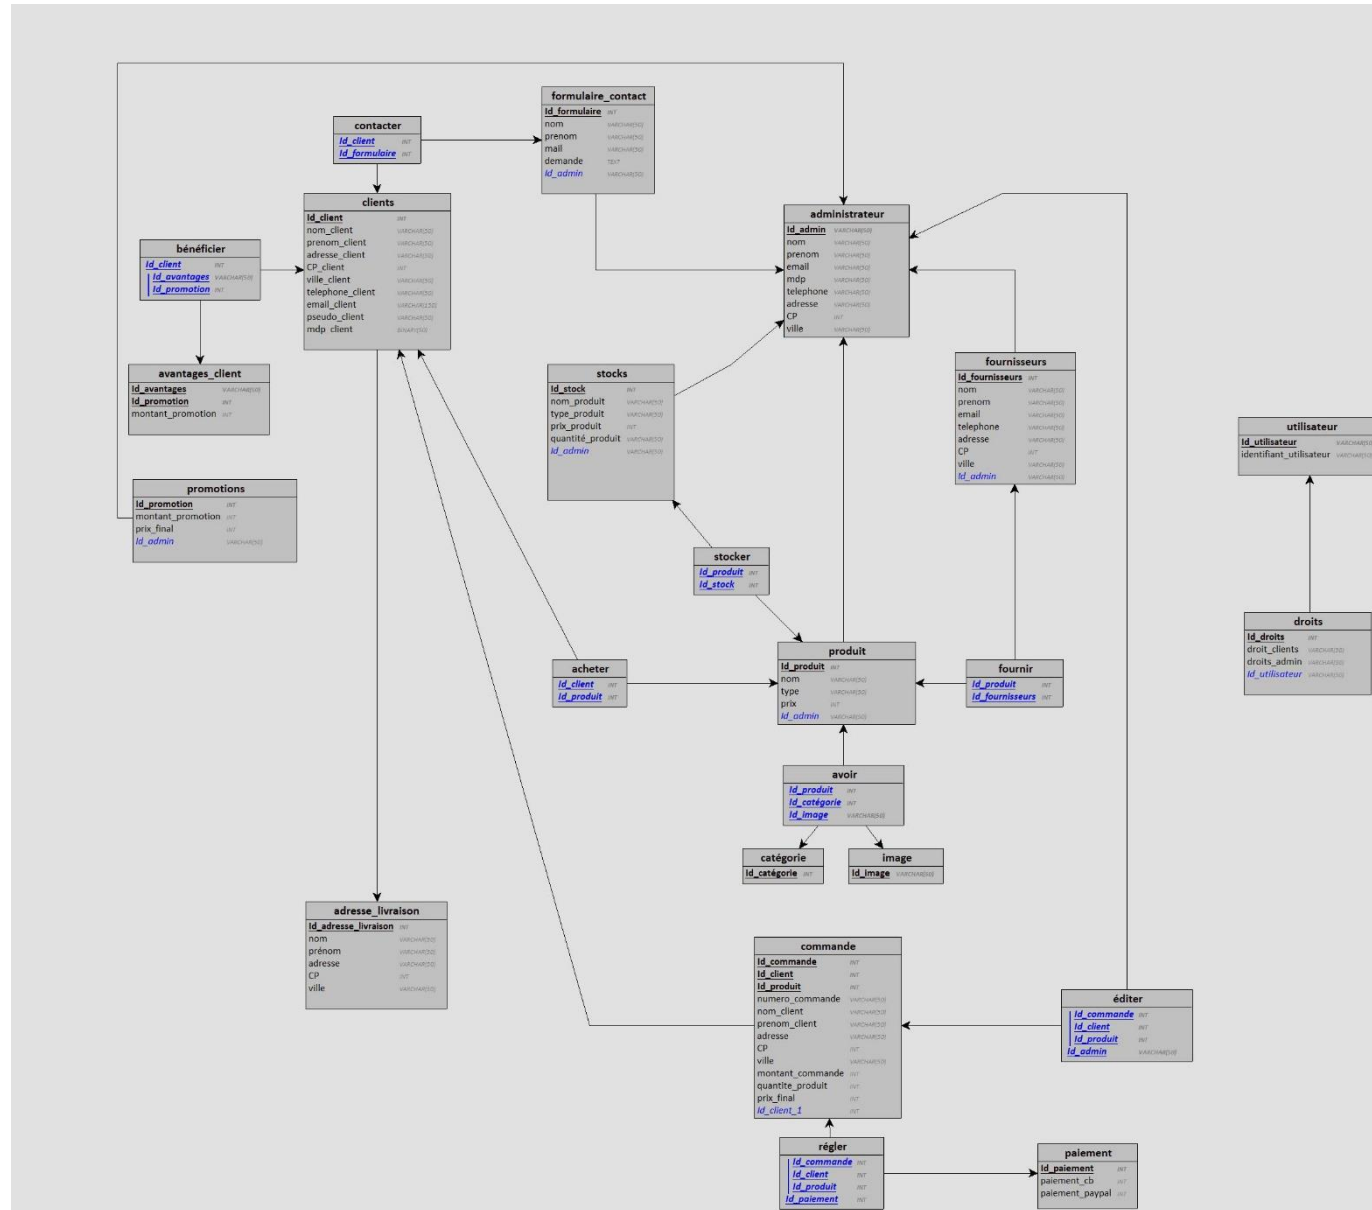 formulaire_contact
Id_formulaire INT
nom VARCHAR(50)
prenom VARCHAR(50)
mail VARCHAR(50)
demande TEXT
Id_admin VARCHAR(50)
contacter
Id_client INT
Id_formulaire INT
clients
Id_client INT
nom_client VARCHAR(50)
prenom_client VARCHAR(50)
adresse_client VARCHAR(50)
CP_client INT
ville_client VARCHAR(50)
telephone_client VARCHAR(50)
email_client
pseudo_client VARCHAR(50)
mdp_client BINARY(50)
administrateur
Id_admin VARCHAR(50)
nom VARCHAR(50)
prenom VARCHAR(50)
email VARCHAR(50)
mdp VARCHAR(50)
telephone VARCHAR(50)
adresse VARCHAR(50)
CP INT
ville VARCHAR(50)
bénéficier
Id_client INT
Id_avantages VARCHAR(50)
Id_promotion INT
avantages_client
Id_avantages VARCHAR(50)
Id_promotion INT
montant_promotion INT
stocks
Id_stock INT
nom_produit VARCHAR(50)
type_produit VARCHAR(50)
prix_produit INT
quantité_produit VARCHAR(50)
Id_admin VARCHAR(50)
fournisseurs
Id_fournisseurs INT
nom VARCHAR(50)
prenom VARCHAR(50)
email VARCHAR(50)
telephone VARCHAR(50)
adresse VARCHAR(50)
CP INT
ville VARCHAR(50)
Id_admin VARCHAR(50)
utilisateur
Id_utilisateur VARCHAR(50)
identifiant_utilisateur VARCHAR(50)
promotions
Id_promotion INT
montant_promotion INT
prix_final INT
Id_admin VARCHAR(50)
stocker
Id_produit INT
Id_stock INT
droits
Id_droits INT
droit_clients VARCHAR(50)
droits_admin VARCHAR(50)
Id_utilisateur VARCHAR(50)
acheter
Id_client INT
Id_produit INT
produit
Id_produit INT
nom VARCHAR(50)
type VARCHAR(50)
prix INT
Id_admin VARCHAR(50)
fournir
Id_produit INT
Id_fournisseurs INT
avoir
Id_produit INT
Id_catégorie INT
Id_image VARCHAR(50)
catégorie
Id_catégorie INT
image
Id_image VARCHAR(50)
adresse_livraison
Id_adresse_livraison INT
nom VARCHAR(50)
prénom VARCHAR(50)
adresse VARCHAR(50)
CP INT
ville VARCHAR(50)
commande
Id_commande INT
Id_client INT
Id_produit INT
numero_commande VARCHAR(50)
nom_client VARCHAR(50)
prenom_client VARCHAR(50)
adresse VARCHAR(50)
CP INT
ville VARCHAR(50)
montant_commande INT
quantite_produit INT
prix_final INT
Id_client_1 INT
éditer
Id_commande INT
Id_client INT
Id_produit INT
Id_admin VARCHAR(50)
régler
Id_commande INT
Id_client INT
Id_produit INT
Id_paiement INT
paiement
Id_paiement INT
paiement_cb INT
paiement_paypal INT